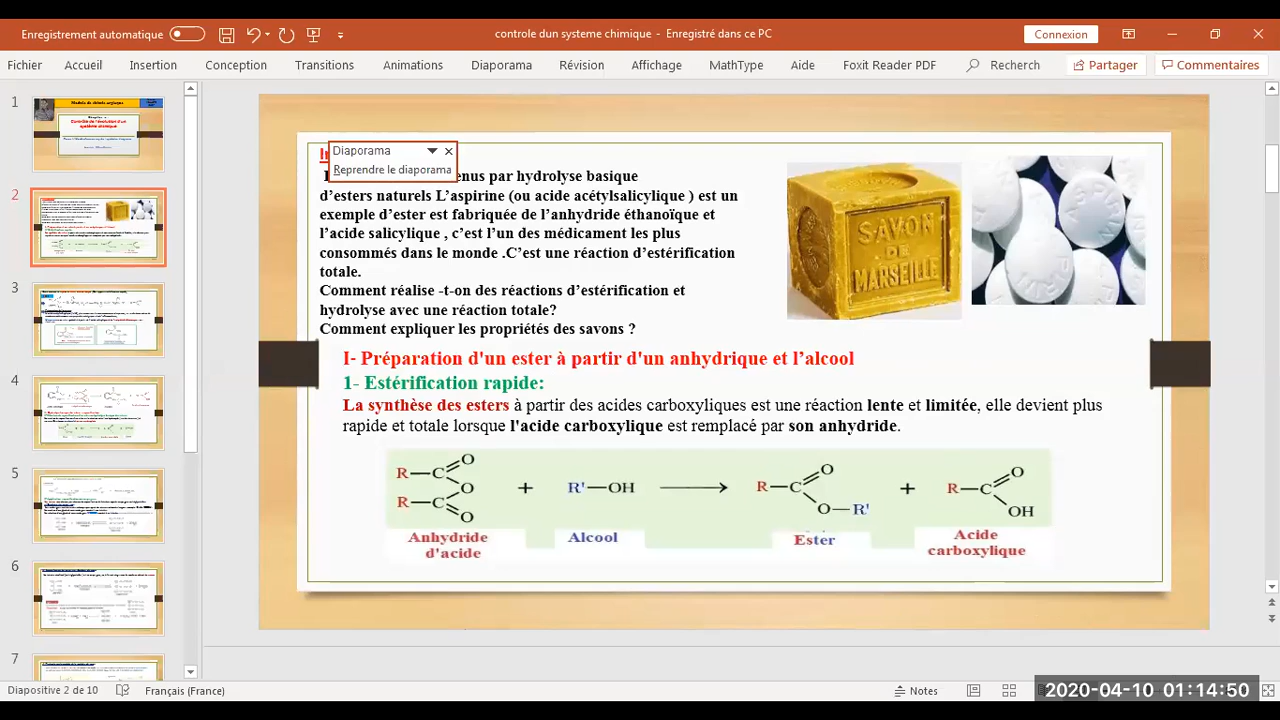 Enregistrement automatique
controle dun systeme chimique - Enregistré dans ce PC
Connexion
Fichier Accueil Insertion Conception Transitions Animations Diaporama Révision Affichage MathType Aide Foxit Reader PDF Recherch Partager Commentaires
1
2
3
4
5
6
7
Diaporama
Reprendre le diaporama
enus par hydrolyse basique
d’esters naturels L’aspirine (ou acide acétylsalicylique ) est un
exemple d’ester est fabriquée de l’anhydride éthanoïque et
l’acide salicylique , c’est l’un des médicament les plus
consommés dans le monde .C’est une réaction d’estérification
totale.
Comment réalise -t-on des réactions d’estérification et
hydrolyse avec une réaction totale?
Comment expliquer les propriétés des savons ?
SAVON
DE
MARSEILLE
I- Préparation d'un ester à partir d'un anhydrique et l’alcool
1- Estérification rapide:
La synthèse des esters à partir des acides carboxyliques est une réaction lente et limitée, elle devient plus
rapide et totale lorsque l'acide carboxylique est remplacé par son anhydride.
R—C=O O R—C=O + R'—OH → R—C=O O—R' + R—C=O OH
Anhydride
d'acide
Alcool
Ester
Acide
carboxylique
Diapositive 2 de 10 Français (France) Notes
2020-04-10 01:14:50